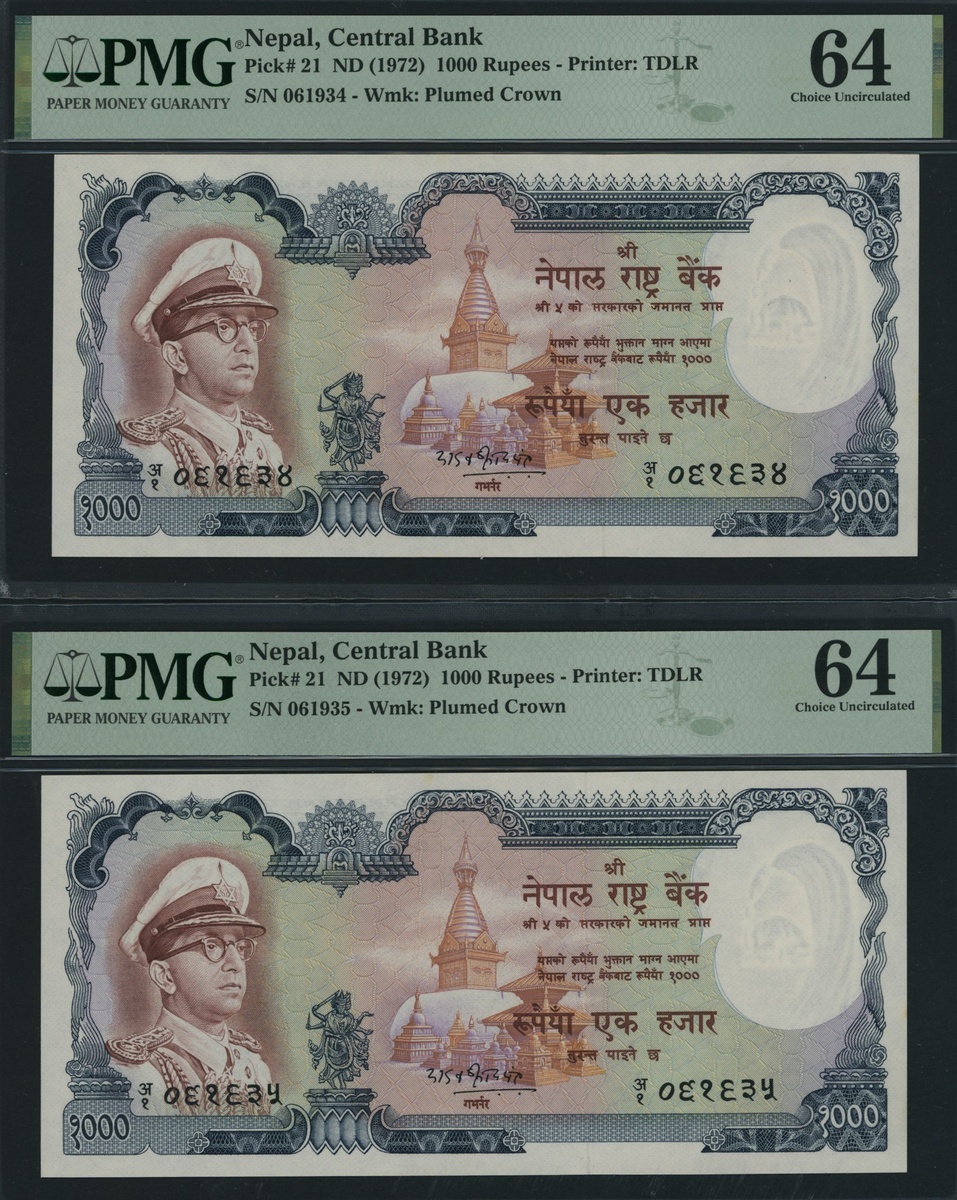 PMG®
PAPER MONEY GUARANTY
Nepal, Central Bank
Pick# 21 ND (1972) 1000 Rupees - Printer: TDLR
S/N 061934 - Wmk: Plumed Crown
64
Choice Uncirculated
श्री
नेपाल राष्ट्र बैंक
श्री ५ को सरकारको जमानत प्राप्त
यसको रूपैयाँ भुक्तान माग्न आएमा
नेपाल राष्ट्र बैंकबाट रूपैयाँ १०००
रूपैयाँ एक हजार
तुरुन्त पाइने छ
गभर्नर
अ/१ ०६१९३४
अ/१ ०६१९३४
१०००
१०००
PMG®
PAPER MONEY GUARANTY
Nepal, Central Bank
Pick# 21 ND (1972) 1000 Rupees - Printer: TDLR
S/N 061935 - Wmk: Plumed Crown
64
Choice Uncirculated
श्री
नेपाल राष्ट्र बैंक
श्री ५ को सरकारको जमानत प्राप्त
यसको रूपैयाँ भुक्तान माग्न आएमा
नेपाल राष्ट्र बैंकबाट रूपैयाँ १०००
रूपैयाँ एक हजार
तुरुन्त पाइने छ
गभर्नर
अ/१ ०६१९३५
अ/१ ०६१९३५
१०००
१०००